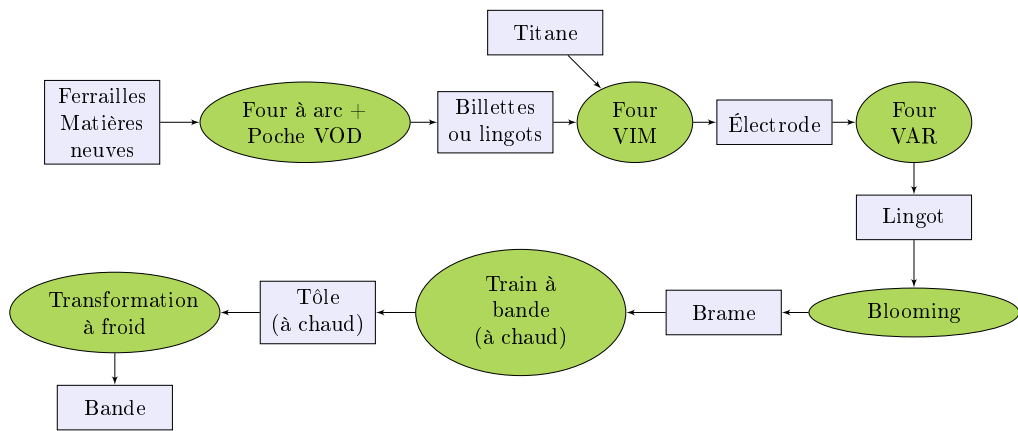 Titane
Ferrailles
Matières
neuves
Four à arc +
Poche VOD
Billettes
ou lingots
Four
VIM
Électrode
Four
VAR
Lingot
Blooming
Brame
Train à
bande
(à chaud)
Tôle
(à chaud)
Transformation
à froid
Bande